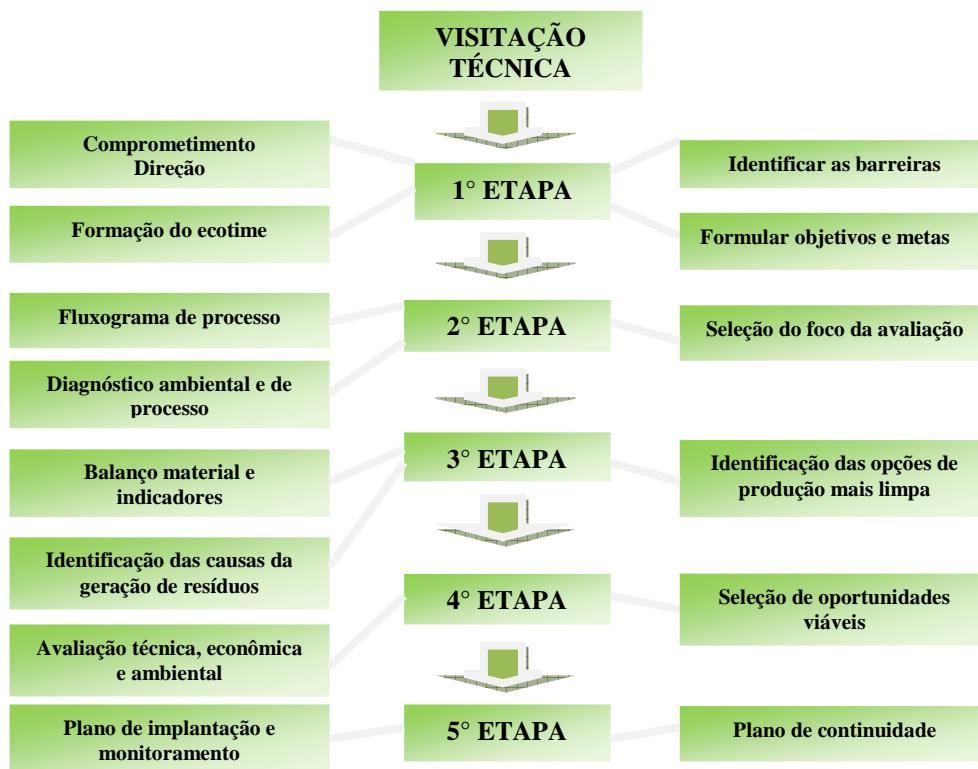 VISITAÇÃO
TÉCNICA
Comprometimento
Direção
1° ETAPA
Identificar as barreiras
Formação do ecotime
Formular objetivos e metas
Fluxograma de processo
2° ETAPA
Seleção do foco da avaliação
Diagnóstico ambiental e de
processo
Balanço material e
indicadores
3° ETAPA
Identificação das opções de
produção mais limpa
Identificação das causas da
geração de resíduos
4° ETAPA
Seleção de oportunidades
viáveis
Avaliação técnica, econômica
e ambiental
Plano de implantação e
monitoramento
5° ETAPA
Plano de continuidade